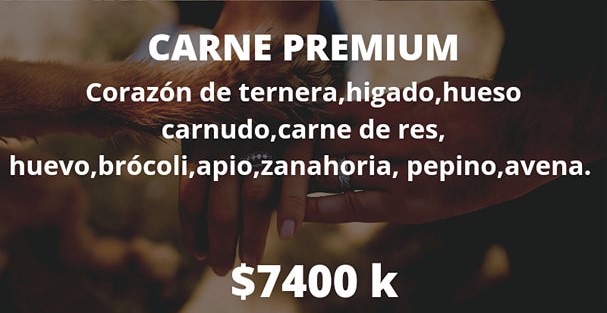 CARNE PREMIUM
Corazón de ternera,higado,hueso
carnudo,carne de res,
huevo,brócoli,apio,zanahoria, pepino,avena.
$7400 k